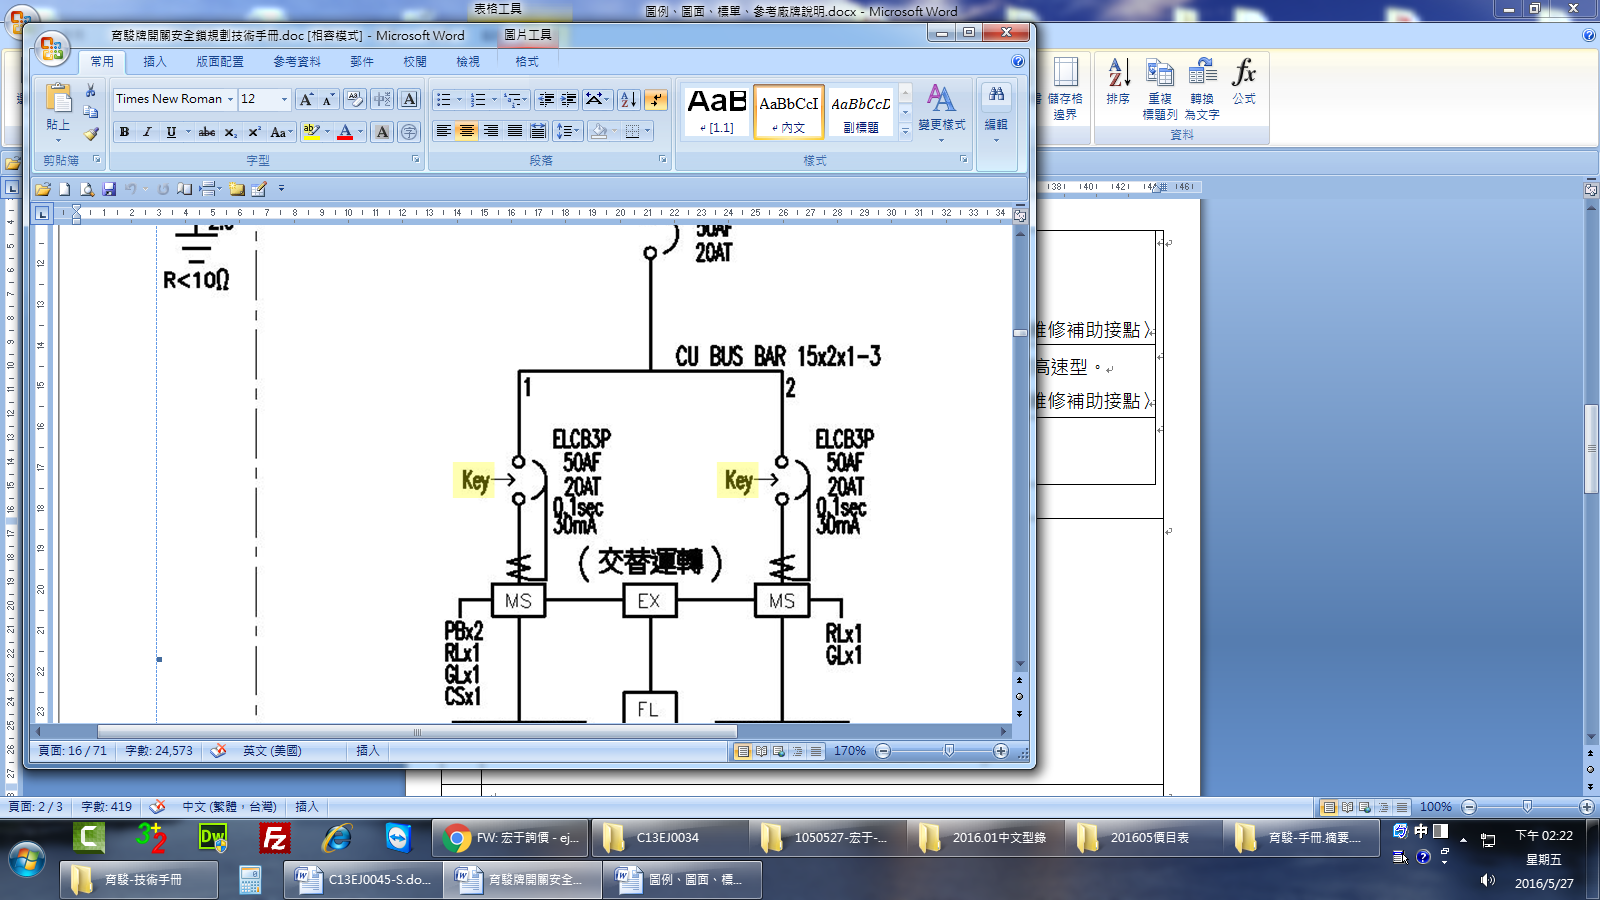 表格工具
圖例、圖面、標單、參考廠牌說明.docx - Microsoft Word
育駿牌開關安全鎖規劃技術手冊.doc [相容模式] - Microsoft Word
圖片工具
常用 插入 版面配置 參考資料 郵件 校閱 檢視 格式
貼上
剪貼簿
Times New Roman 12
字型
段落
AaB AaBbCcI AaBbCcD
[1.1] 內文 副標題
變更樣式
樣式
編輯
儲存格
邊界
排序
重複
標題列
轉換
為文字
公式
資料
R<10Ω
50AF
20AT
CU BUS BAR 15x2x1-3
1
2
ELCB3P
50AF
20AT
0.1sec
30mA
Key
ELCB3P
50AF
20AT
0.1sec
30mA
Key
(交替運轉)
MS
EX
MS
PBx2
RLx1
GLx1
CSx1
RLx1
GLx1
FL
維修補助接點〉
高速型。
維修補助接點〉
頁面: 16 / 71 字數: 24,573 英文 (美國) 插入 170%
頁面: 2 / 3 字數: 419 中文 (繁體，台灣) 插入 100%
FW: 宏于詢價 - ej...
C13EJ0034
1050527-宏于-...
2016.01中文型錄
201605價目表
育駿-手冊.摘要....
中
下午 02:22
星期五
2016/5/27
育駿-技術手冊
C13EJ0045-S.do...
育駿牌開關安全...
圖例、圖面、標...